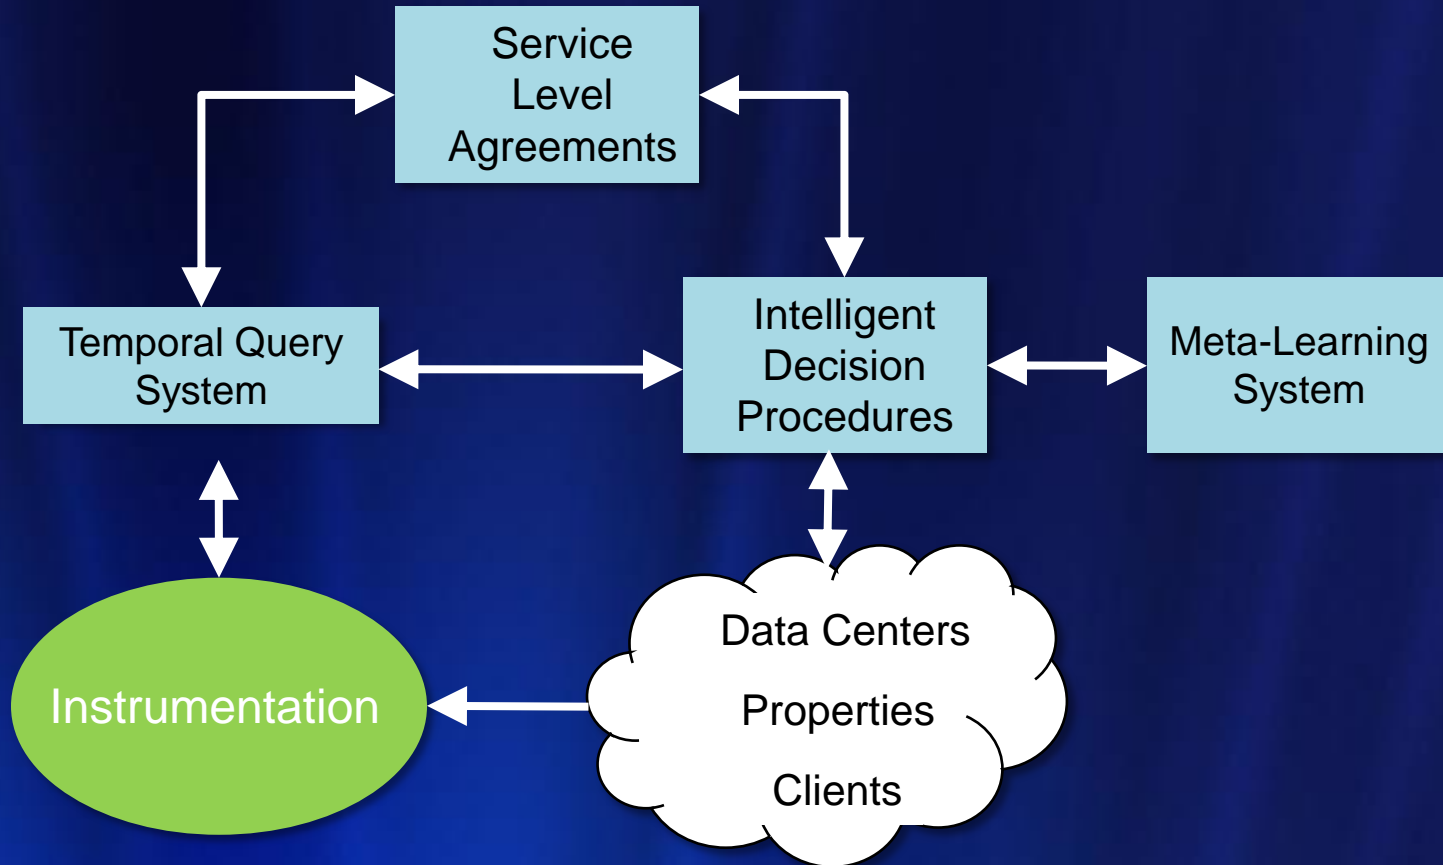 Service
Level
Agreements
Temporal Query
System
Intelligent
Decision
Procedures
Meta-Learning
System
Instrumentation
Data Centers
Properties
Clients